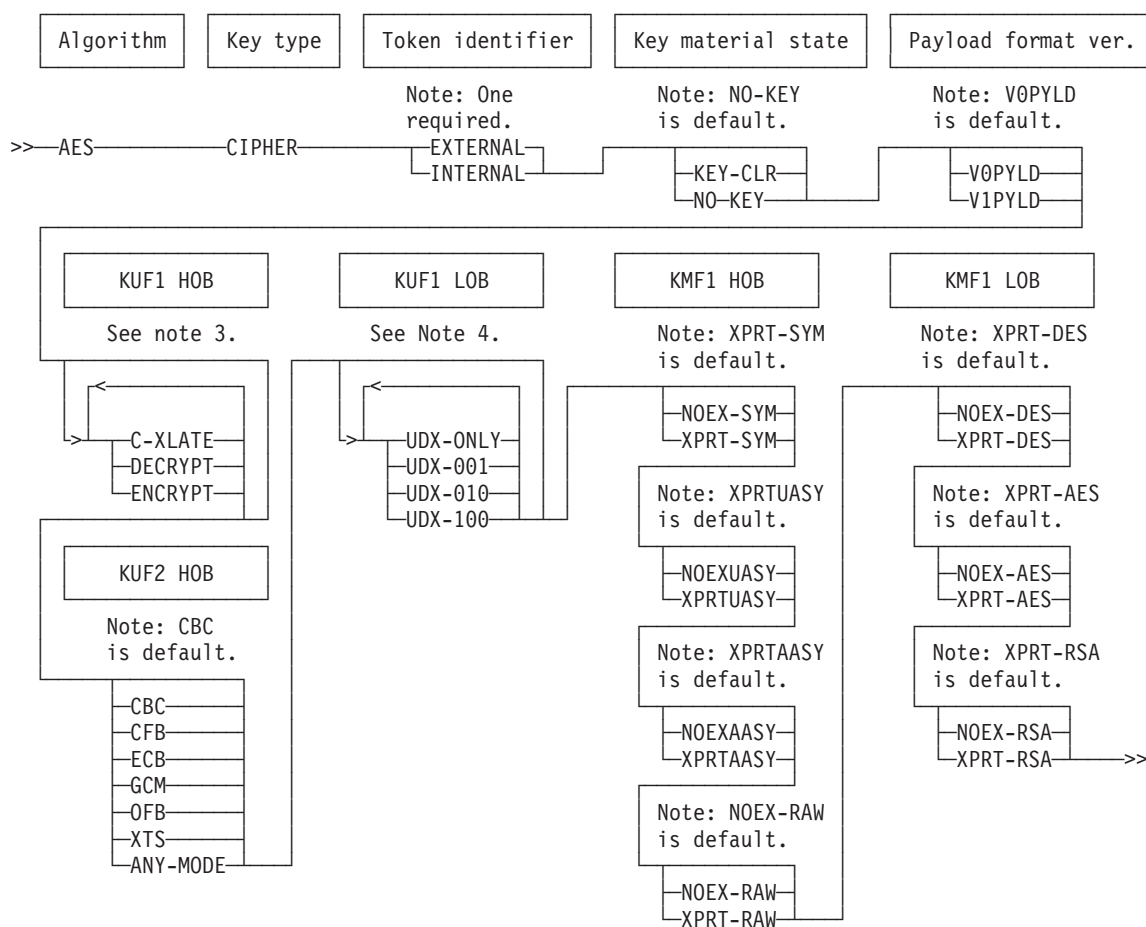 Algorithm Key type Token identifier Key material state Payload format ver.
Note: One Note: NO-KEY Note: V0PYLD
required. is default. is default.
>> AES CIPHER EXTERNAL
INTERNAL KEY-CLR V0PYLD
NO-KEY V1PYLD
KUF1 HOB KUF1 LOB KMF1 HOB KMF1 LOB
See note 3. See Note 4. Note: XPRT-SYM Note: XPRT-DES
is default. is default.
< <
NOEX-SYM NOEX-DES
> C-XLATE > UDX-ONLY XPRT-SYM XPRT-DES
DECRYPT UDX-001
ENCRYPT UDX-010 Note: XPRTUASY Note: XPRT-AES
UDX-100 is default. is default.
KUF2 HOB NOEXUASY NOEX-AES
XPRTUASY XPRT-AES
Note: CBC
is default. Note: XPRTAASY Note: XPRT-RSA
is default. is default.
CBC
CFB NOEXAASY NOEX-RSA
ECB XPRTAASY XPRT-RSA >>
GCM
OFB Note: NOEX-RAW
XTS is default.
ANY-MODE
NOEX-RAW
XPRT-RAW